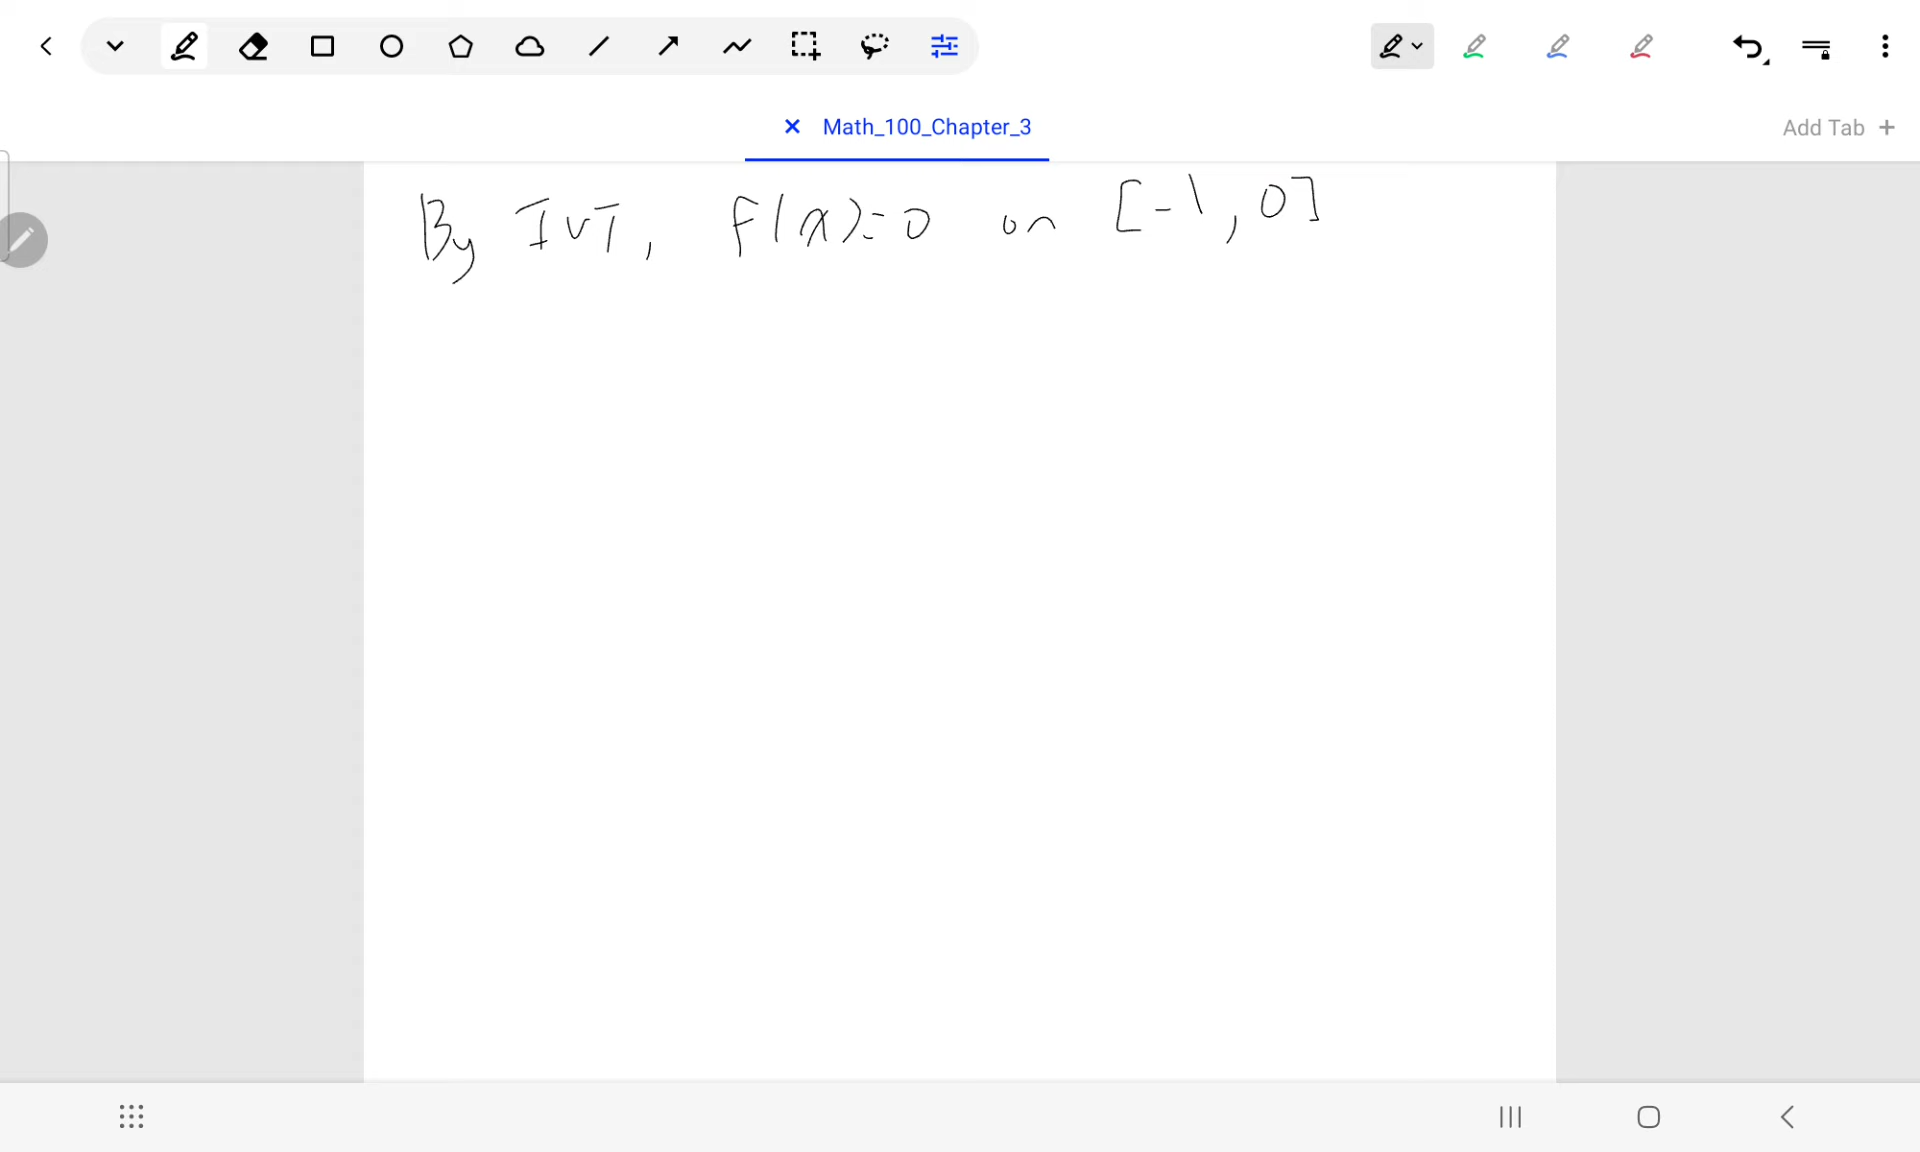 Math_100_Chapter_3
Add Tab
By IVT, f(x)=0 on [-1, 0]